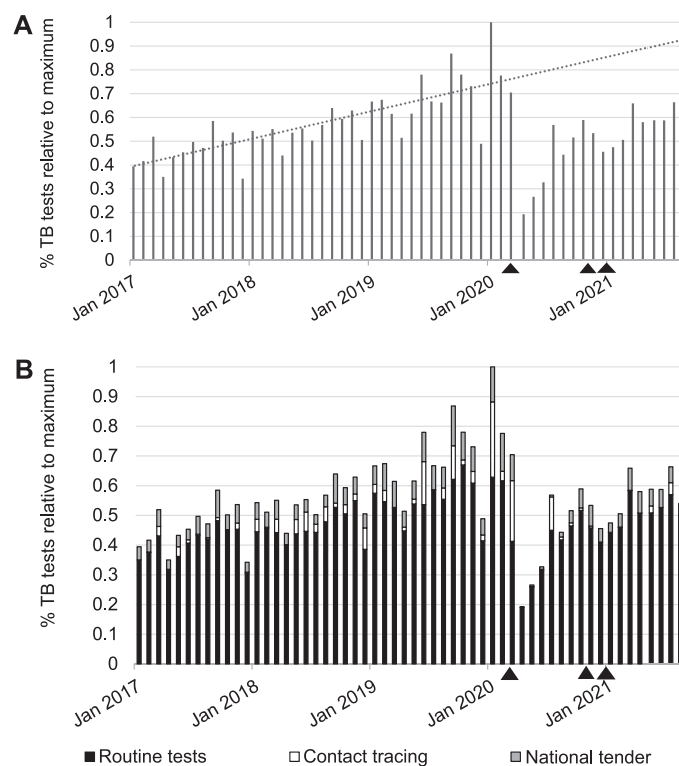 A
% TB tests relative to maximum
1
0.9
0.8
0.7
0.6
0.5
0.4
0.3
0.2
0.1
0
Jan 2017
Jan 2018
Jan 2019
Jan 2020
Jan 2021
B
% TB tests relative to maximum
1
0.9
0.8
0.7
0.6
0.5
0.4
0.3
0.2
0.1
0
Jan 2017
Jan 2018
Jan 2019
Jan 2020
Jan 2021
Routine tests
Contact tracing
National tender